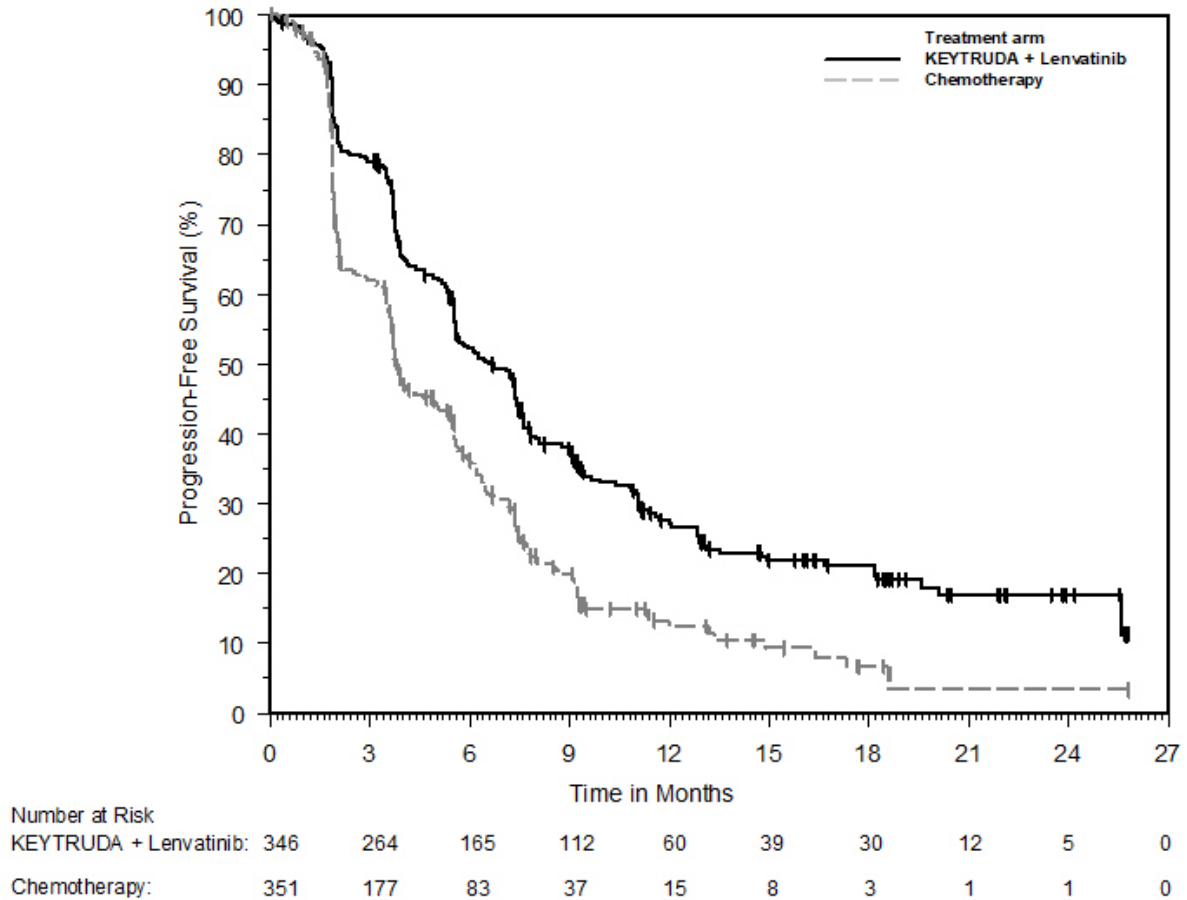 Treatment arm
KEYTRUDA + Lenvatinib
Chemotherapy
Progression-Free Survival (%)
100
90
80
70
60
50
40
30
20
10
0
0 3 6 9 12 15 18 21 24 27
Time in Months
Number at Risk
KEYTRUDA + Lenvatinib: 346 264 165 112 60 39 30 12 5 0
Chemotherapy: 351 177 83 37 15 8 3 1 1 0